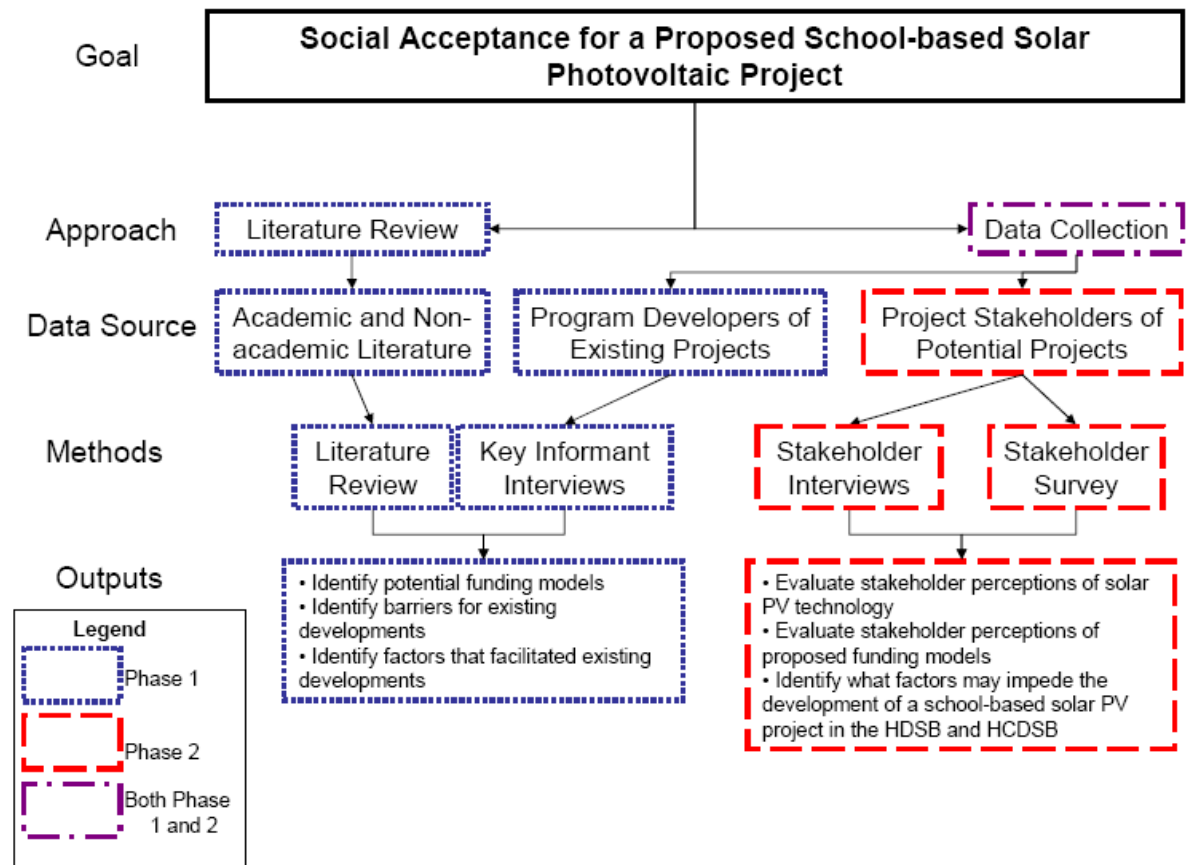 Goal
Social Acceptance for a Proposed School-based Solar
Photovoltaic Project
Approach
Literature Review
Data Collection
Data Source
Academic and Non-
academic Literature
Program Developers of
Existing Projects
Project Stakeholders of
Potential Projects
Methods
Literature
Review
Key Informant
Interviews
Stakeholder
Interviews
Stakeholder
Survey
Outputs
• Identify potential funding models
• Identify barriers for existing
developments
• Identify factors that facilitated existing
developments
• Evaluate stakeholder perceptions of solar
PV technology
• Evaluate stakeholder perceptions of
proposed funding models
• Identify what factors may impede the
development of a school-based solar PV
project in the HDSB and HCDSB
Legend
Phase 1
Phase 2
Both Phase
1 and 2